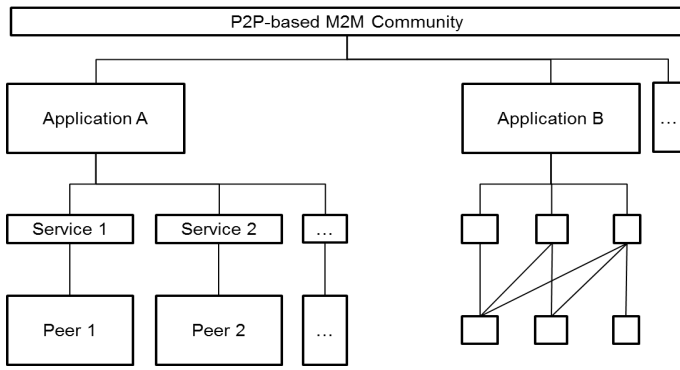 P2P-based M2M Community
Application A
Application B
...
Service 1
Service 2
...
Peer 1
Peer 2
...